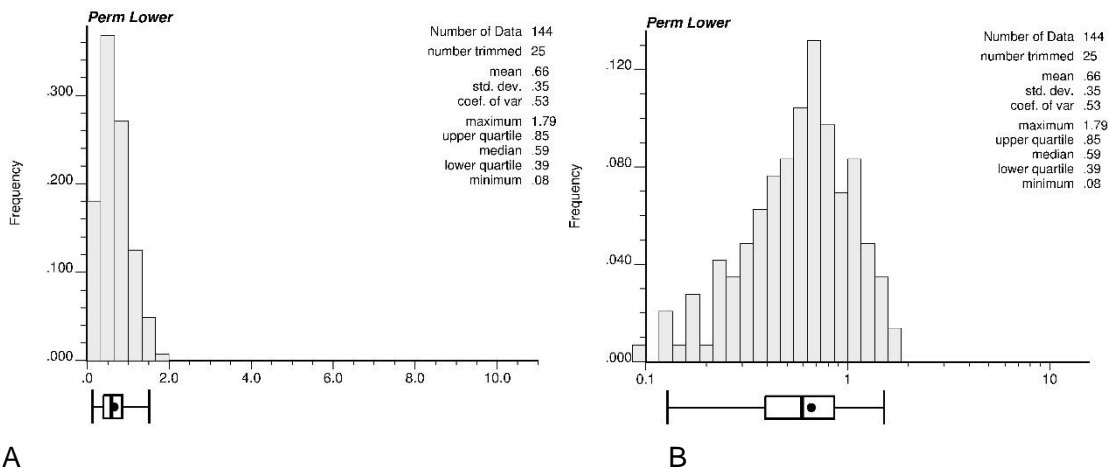 Perm Lower
Number of Data 144
number trimmed 25
mean .66
std. dev. .35
coef. of var .53
maximum 1.79
upper quartile .85
median .59
lower quartile .39
minimum .08
Frequency
.300
.200
.100
.000
.0 2.0 4.0 6.0 8.0 10.0
A
Perm Lower
Number of Data 144
number trimmed 25
mean .66
std. dev. .35
coef. of var .53
maximum 1.79
upper quartile .85
median .59
lower quartile .39
minimum .08
Frequency
.120
.080
.040
.000
0.1 1 10
B